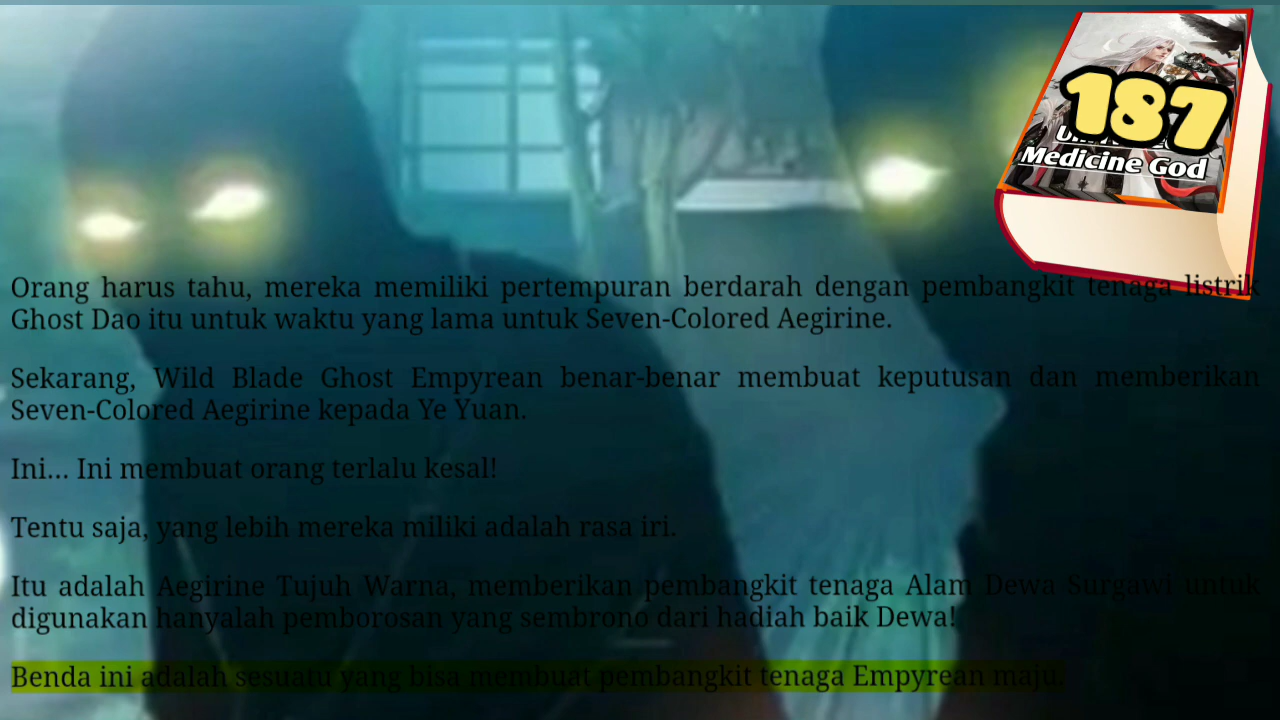 187
Medicine God
Orang harus tahu, mereka memiliki pertempuran berdarah dengan pembangkit tenaga listrik
Ghost Dao itu untuk waktu yang lama untuk Seven-Colored Aegirine.
Sekarang, Wild Blade Ghost Empyrean benar-benar membuat keputusan dan memberikan
Seven-Colored Aegirine kepada Ye Yuan.
Ini... Ini membuat orang terlalu kesal!
Tentu saja, yang lebih mereka miliki adalah rasa iri.
Itu adalah Aegirine Tujuh Warna, memberikan pembangkit tenaga Alam Dewa Surgawi untuk
digunakan hanyalah pemborosan yang sembrono dari hadiah baik Dewa!
Benda ini adalah sesuatu yang bisa membuat pembangkit tenaga Empyrean maju.